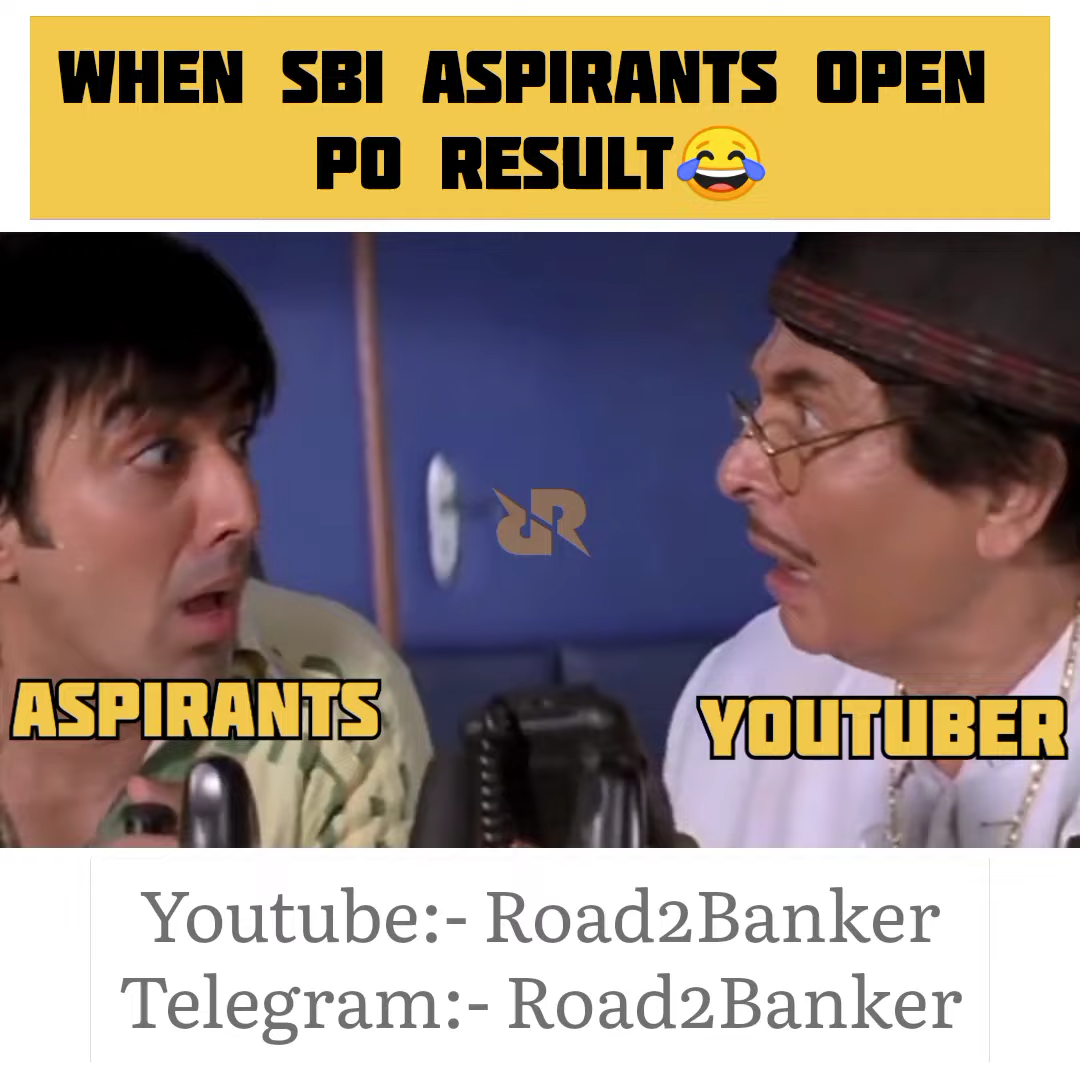 WHEN SBI ASPIRANTS OPEN
PO RESULT😂
ASPIRANTS
YOUTUBER
Youtube:- Road2Banker
Telegram:- Road2Banker